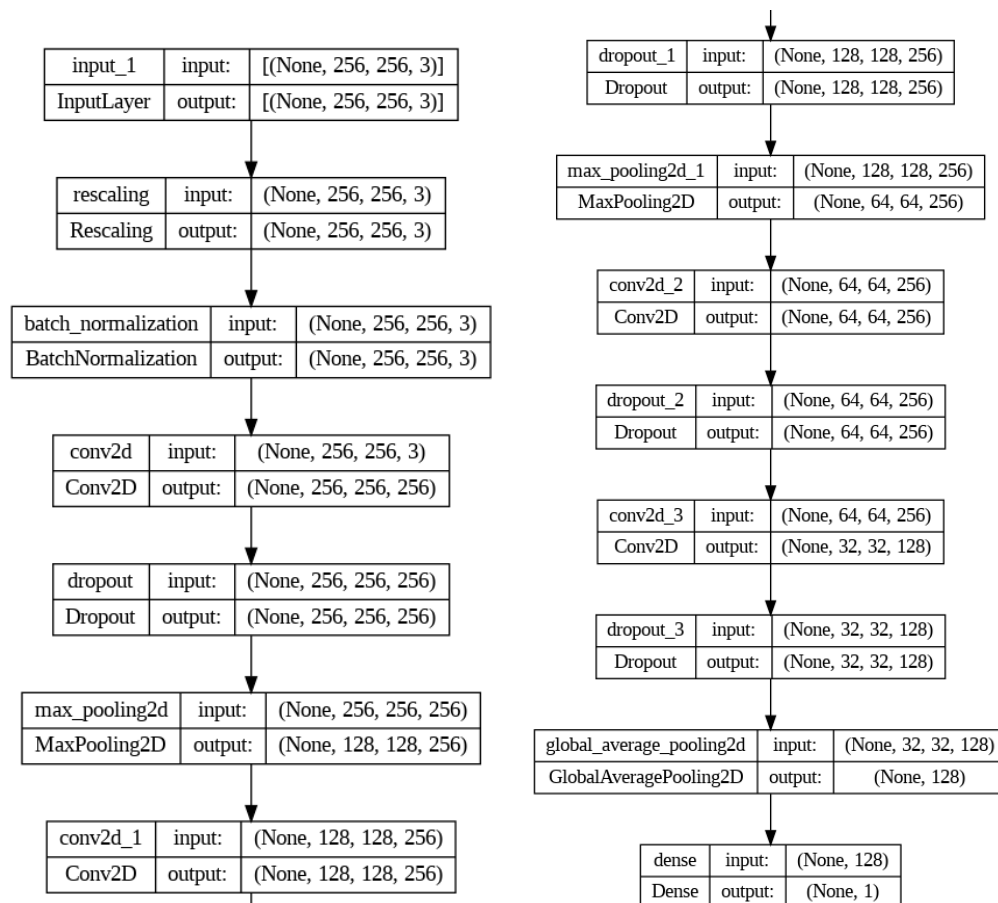 input_1 input: [(None, 256, 256, 3)]
InputLayer output: [(None, 256, 256, 3)]
rescaling input: (None, 256, 256, 3)
Rescaling output: (None, 256, 256, 3)
batch_normalization input: (None, 256, 256, 3)
BatchNormalization output: (None, 256, 256, 3)
conv2d input: (None, 256, 256, 3)
Conv2D output: (None, 256, 256, 256)
dropout input: (None, 256, 256, 256)
Dropout output: (None, 256, 256, 256)
max_pooling2d input: (None, 256, 256, 256)
MaxPooling2D output: (None, 128, 128, 256)
conv2d_1 input: (None, 128, 128, 256)
Conv2D output: (None, 128, 128, 256)
dropout_1 input: (None, 128, 128, 256)
Dropout output: (None, 128, 128, 256)
max_pooling2d_1 input: (None, 128, 128, 256)
MaxPooling2D output: (None, 64, 64, 256)
conv2d_2 input: (None, 64, 64, 256)
Conv2D output: (None, 64, 64, 256)
dropout_2 input: (None, 64, 64, 256)
Dropout output: (None, 64, 64, 256)
conv2d_3 input: (None, 64, 64, 256)
Conv2D output: (None, 32, 32, 128)
dropout_3 input: (None, 32, 32, 128)
Dropout output: (None, 32, 32, 128)
global_average_pooling2d input: (None, 32, 32, 128)
GlobalAveragePooling2D output: (None, 128)
dense input: (None, 128)
Dense output: (None, 1)